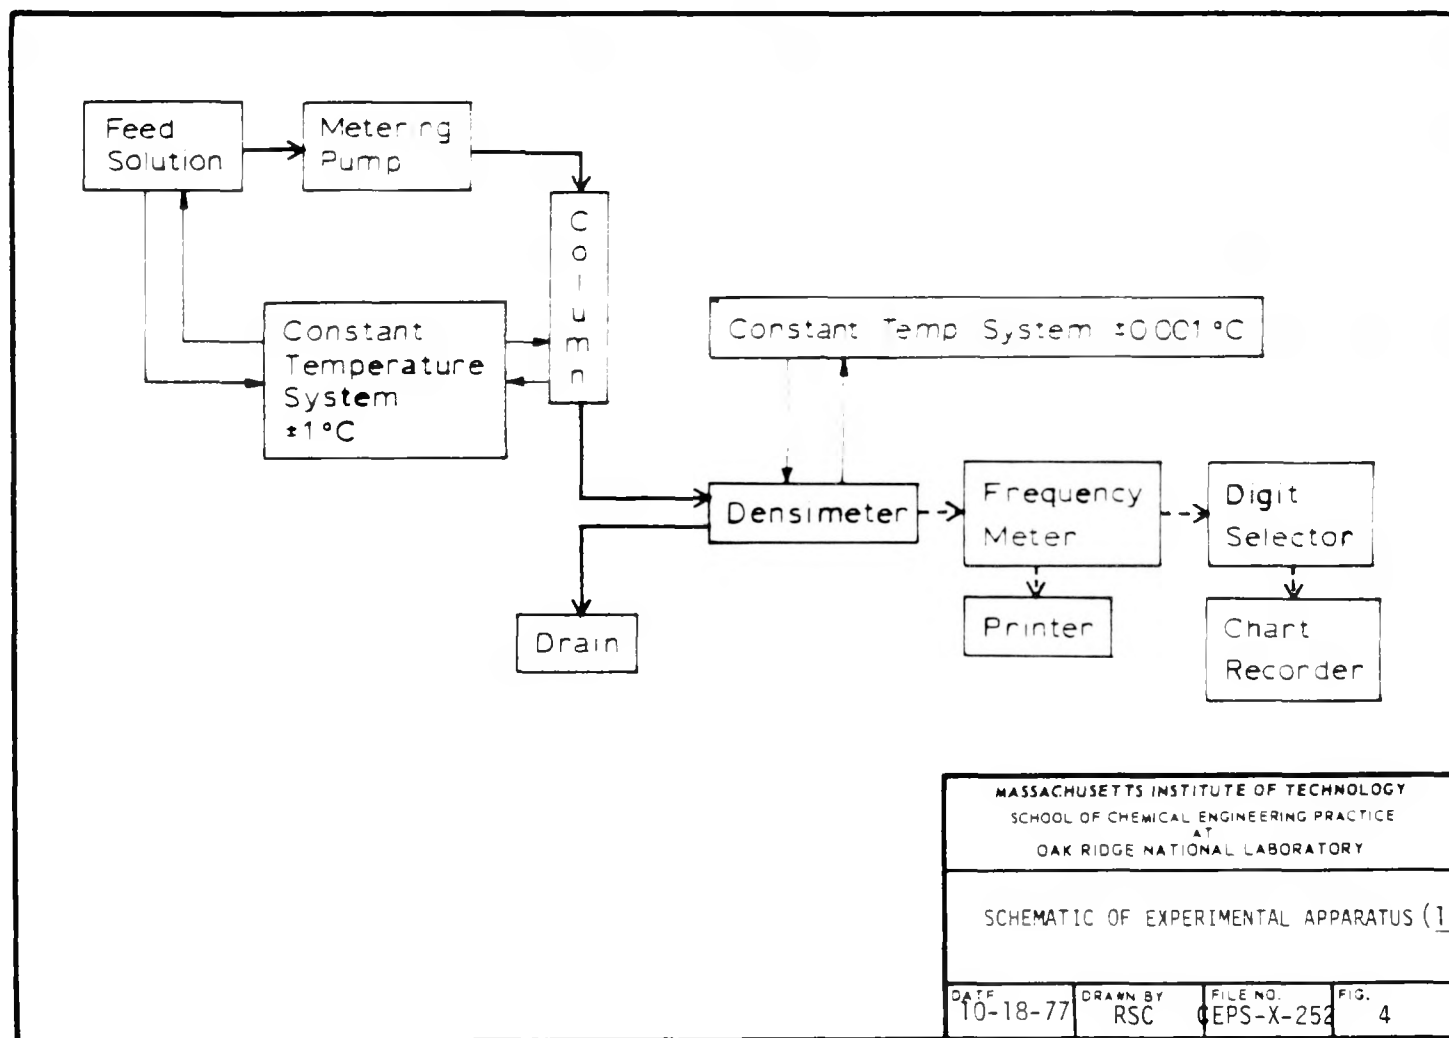 Feed
Solution
Metering
Pump
Column
Constant
Temperature
System
±1°C
Constant Temp System ±0.001°C
Densimeter
Frequency
Meter
Digit
Selector
Drain
Printer
Chart
Recorder
MASSACHUSETTS INSTITUTE OF TECHNOLOGY
SCHOOL OF CHEMICAL ENGINEERING PRACTICE
AT
OAK RIDGE NATIONAL LABORATORY
SCHEMATIC OF EXPERIMENTAL APPARATUS (1
DATE
10-18-77
DRAWN BY
RSC
FILE NO.
CEPS-X-252
FIG.
4